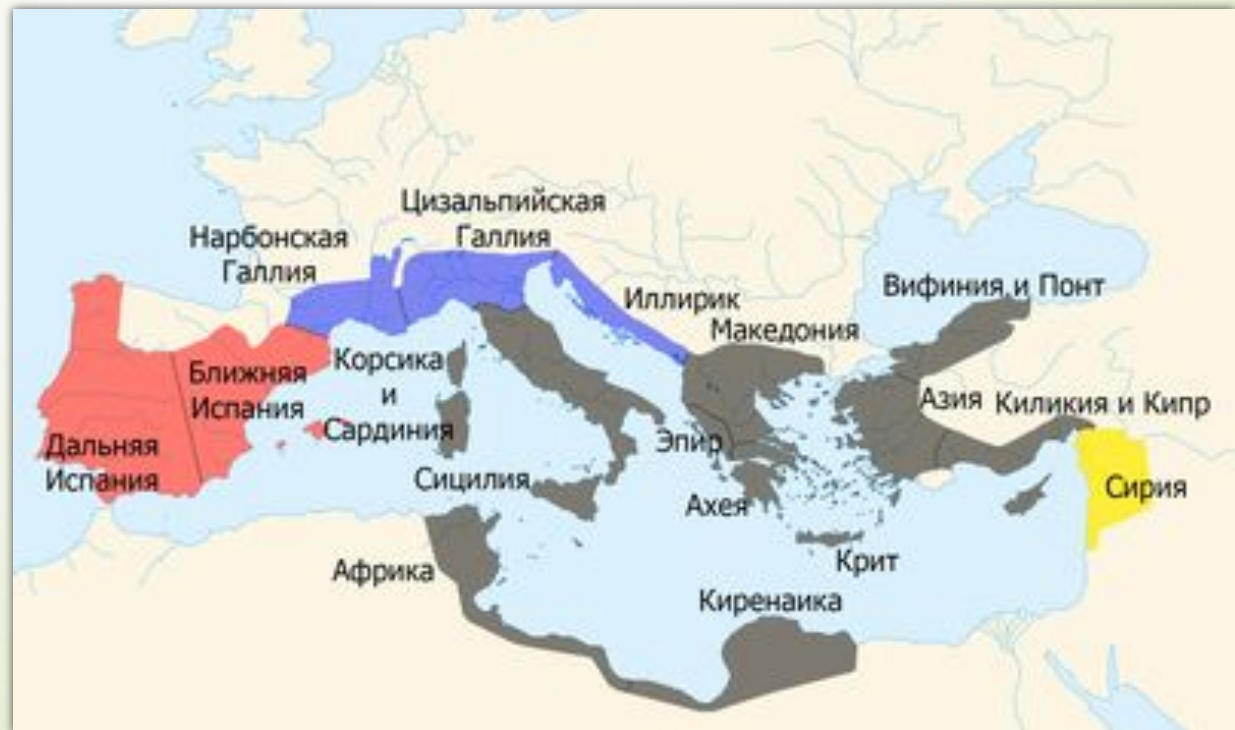 Цизальпийская
Галлия
Нарбонская
Галлия
Иллирик
Вифиния и Понт
Македония
Корсика
и
Сардиния
Ближняя
Испания
Азия
Киликия и Кипр
Дальняя
Испания
Эпир
Сицилия
Ахея
Сирия
Африка
Крит
Киренаика